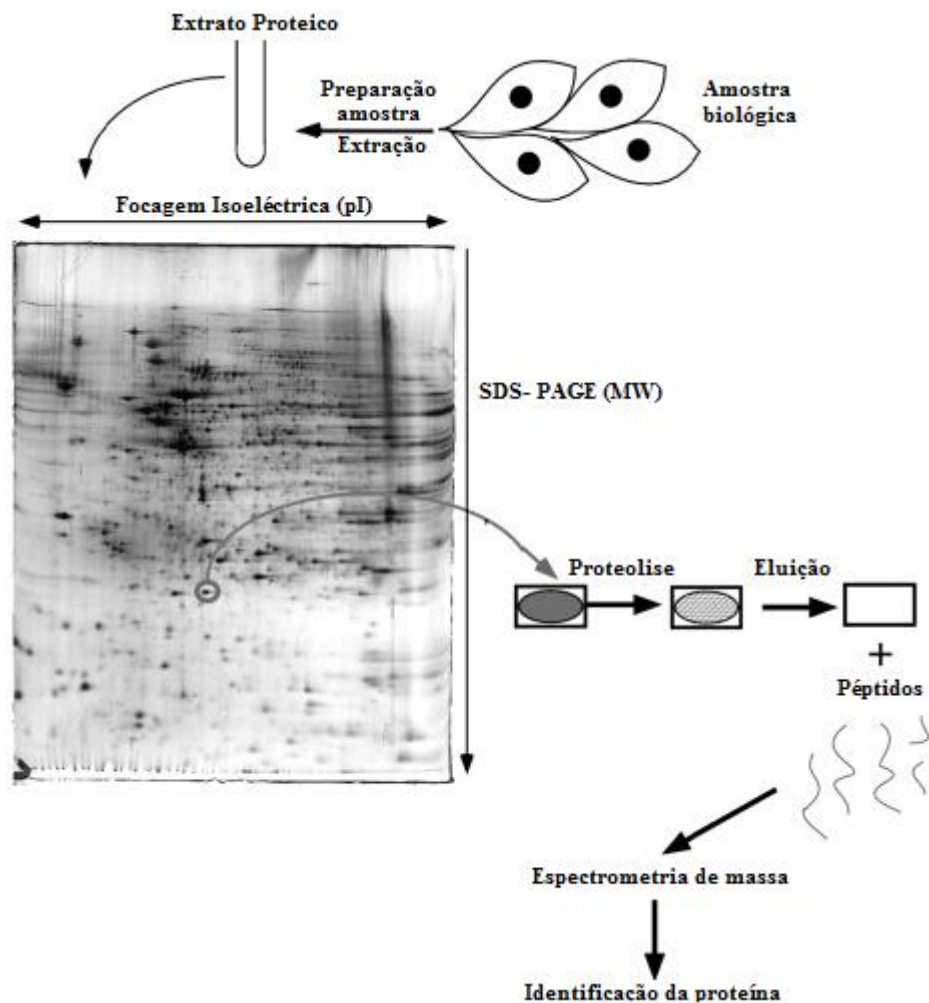 Extrato Proteico
Preparação
amostra
Extração
Amostra
biológica
Focagem Isoeléctrica (pI)
SDS- PAGE (MW)
Proteolise
Eluição
+
Péptidos
Espectrometria de massa
Identificação da proteína